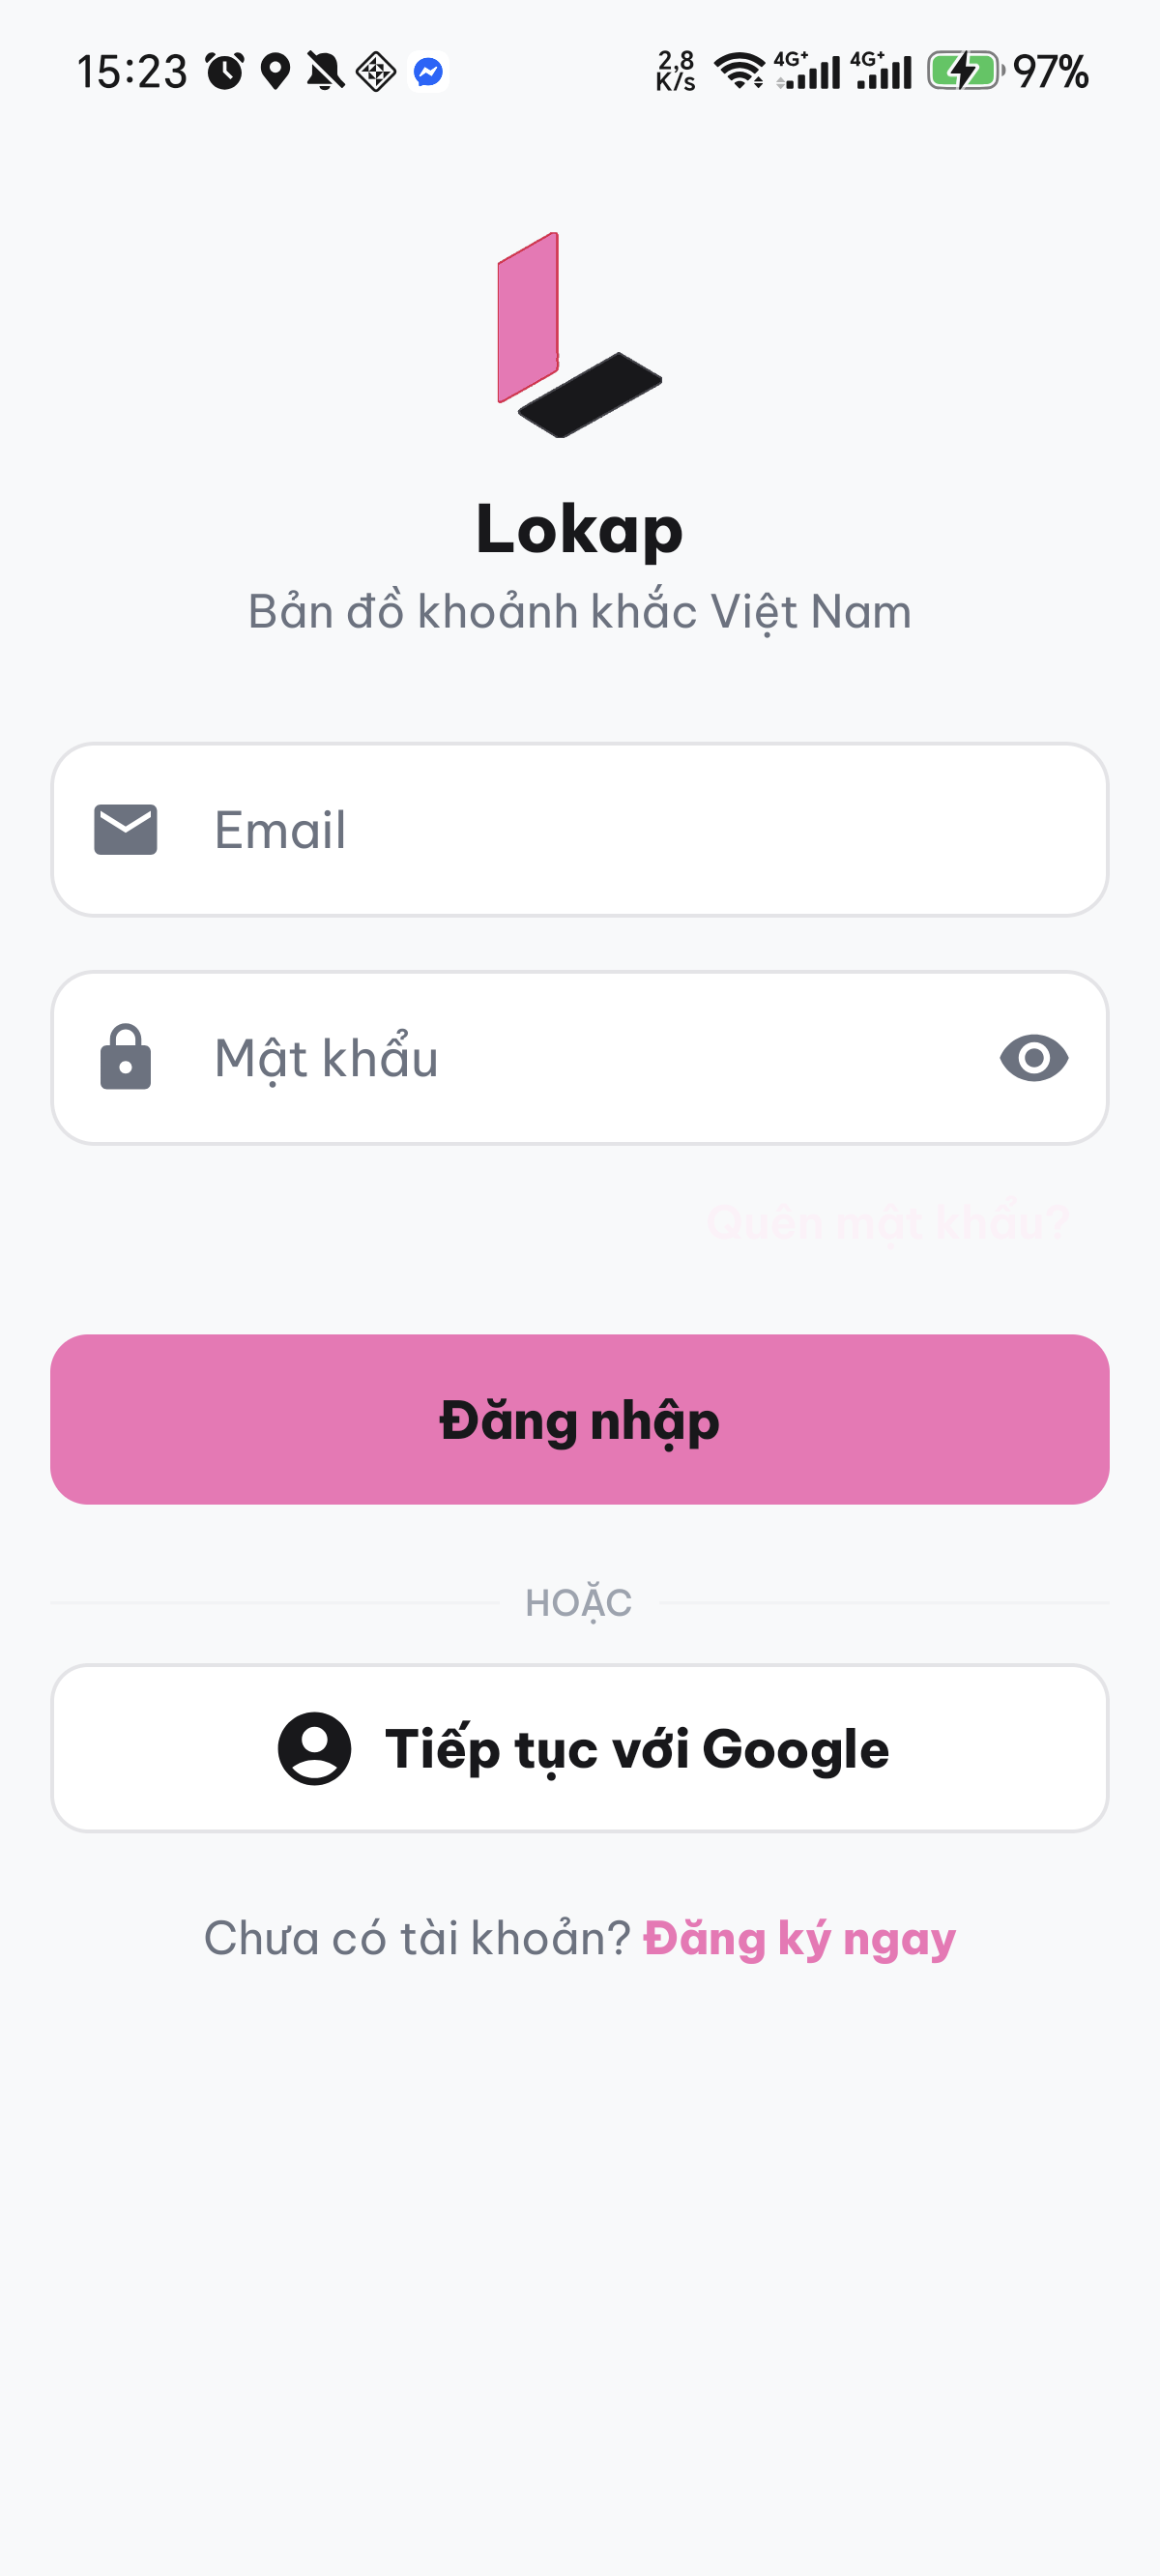 15:23 2,8 K/s 4G+ 4G+ 97%
Lokap
Bản đồ khoảnh khắc Việt Nam
Email
Mật khẩu
Quên mật khẩu?
Đăng nhập
HOẶC
Tiếp tục với Google
Chưa có tài khoản? Đăng ký ngay